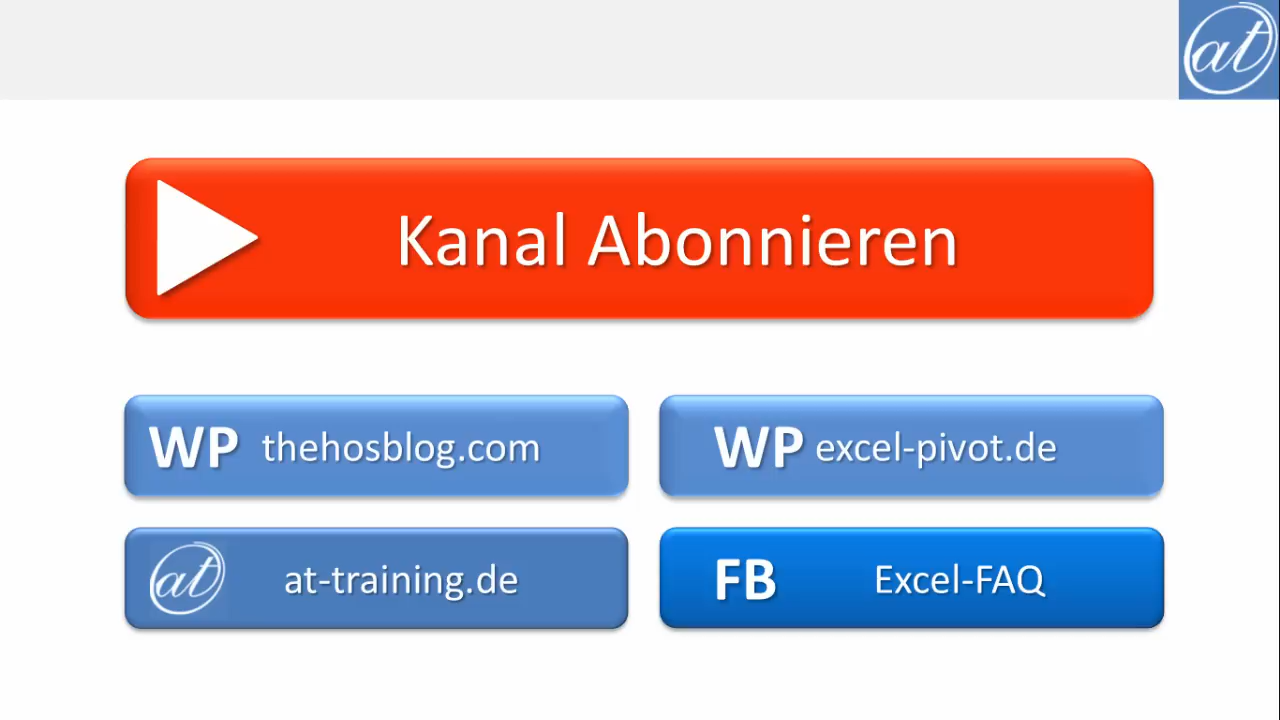 at
Kanal Abonnieren
WP thehosblog.com
WP excel-pivot.de
at at-training.de
FB Excel-FAQ